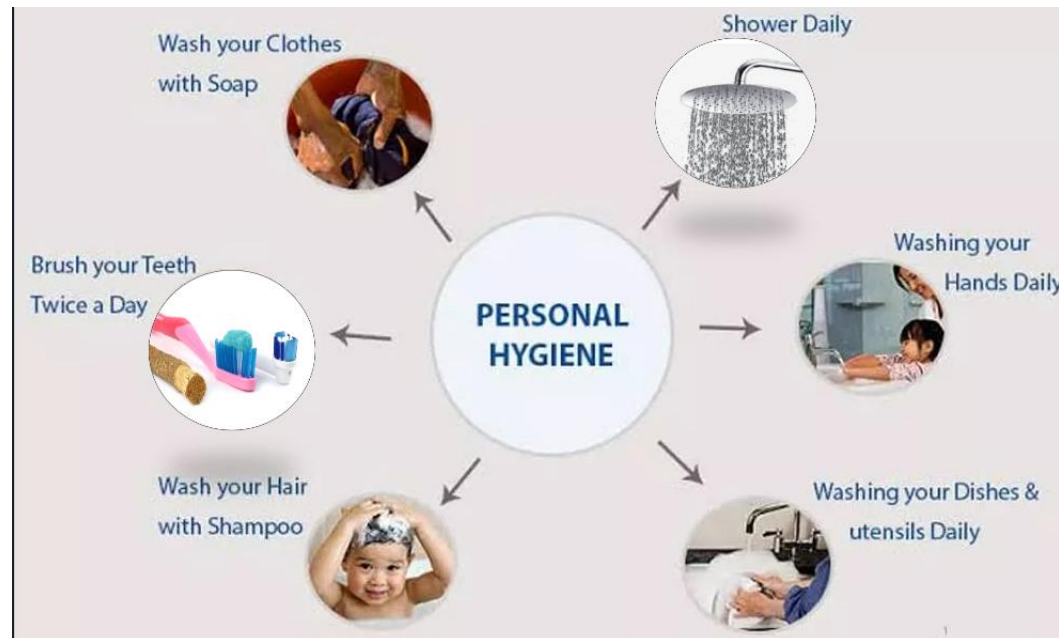 Wash your Clothes
with Soap
Shower Daily
Brush your Teeth
Twice a Day
PERSONAL
HYGIENE
Washing your
Hands Daily
Wash your Hair
with Shampoo
Washing your Dishes &
utensils Daily
1